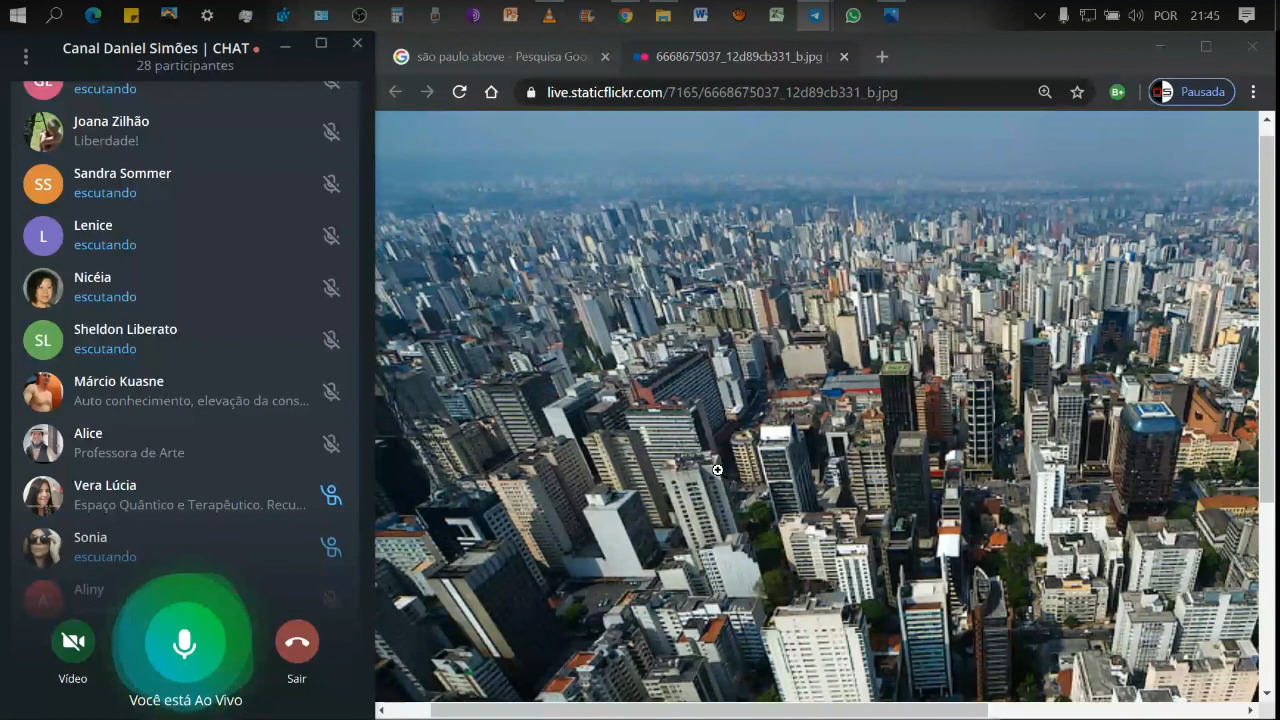 POR
21:45
Canal Daniel Simões | CHAT
28 participantes
GL
escutando
Joana Zilhão
Liberdade!
SS
Sandra Sommer
escutando
L
Lenice
escutando
Nicéia
escutando
SL
Sheldon Liberato
escutando
Márcio Kuasne
Auto conhecimento, elevação da cons...
Alice
Professora de Arte
Vera Lúcia
Espaço Quântico e Terapêutico. Recu...
Sonia
escutando
A
Aliny
Vídeo
Sair
Você está Ao Vivo
são paulo above - Pesquisa Goo
6668675037_12d89cb331_b.jpg
live.staticflickr.com/7165/6668675037_12d89cb331_b.jpg
B+
Pausada